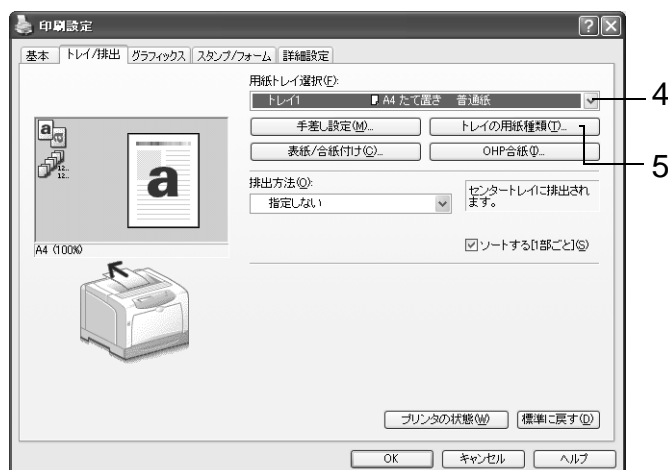 印刷設定
基本 トレイ/排出 グラフィックス スタンプ/フォーム 詳細設定
用紙トレイ選択(F):
トレイ1 A4 たて置き 普通紙
4
手差し設定(M)... トレイの用紙種類(T)...
5
表紙/合紙付け(C)... OHP合紙(I)...
排出方法(O):
指定しない
センタートレイに排出され
ます。
ソートする[1部ごと](S)
a
a
12..
12..
a
A4 (100%)
プリンタの状態(W) 標準に戻す(D)
OK キャンセル ヘルプ